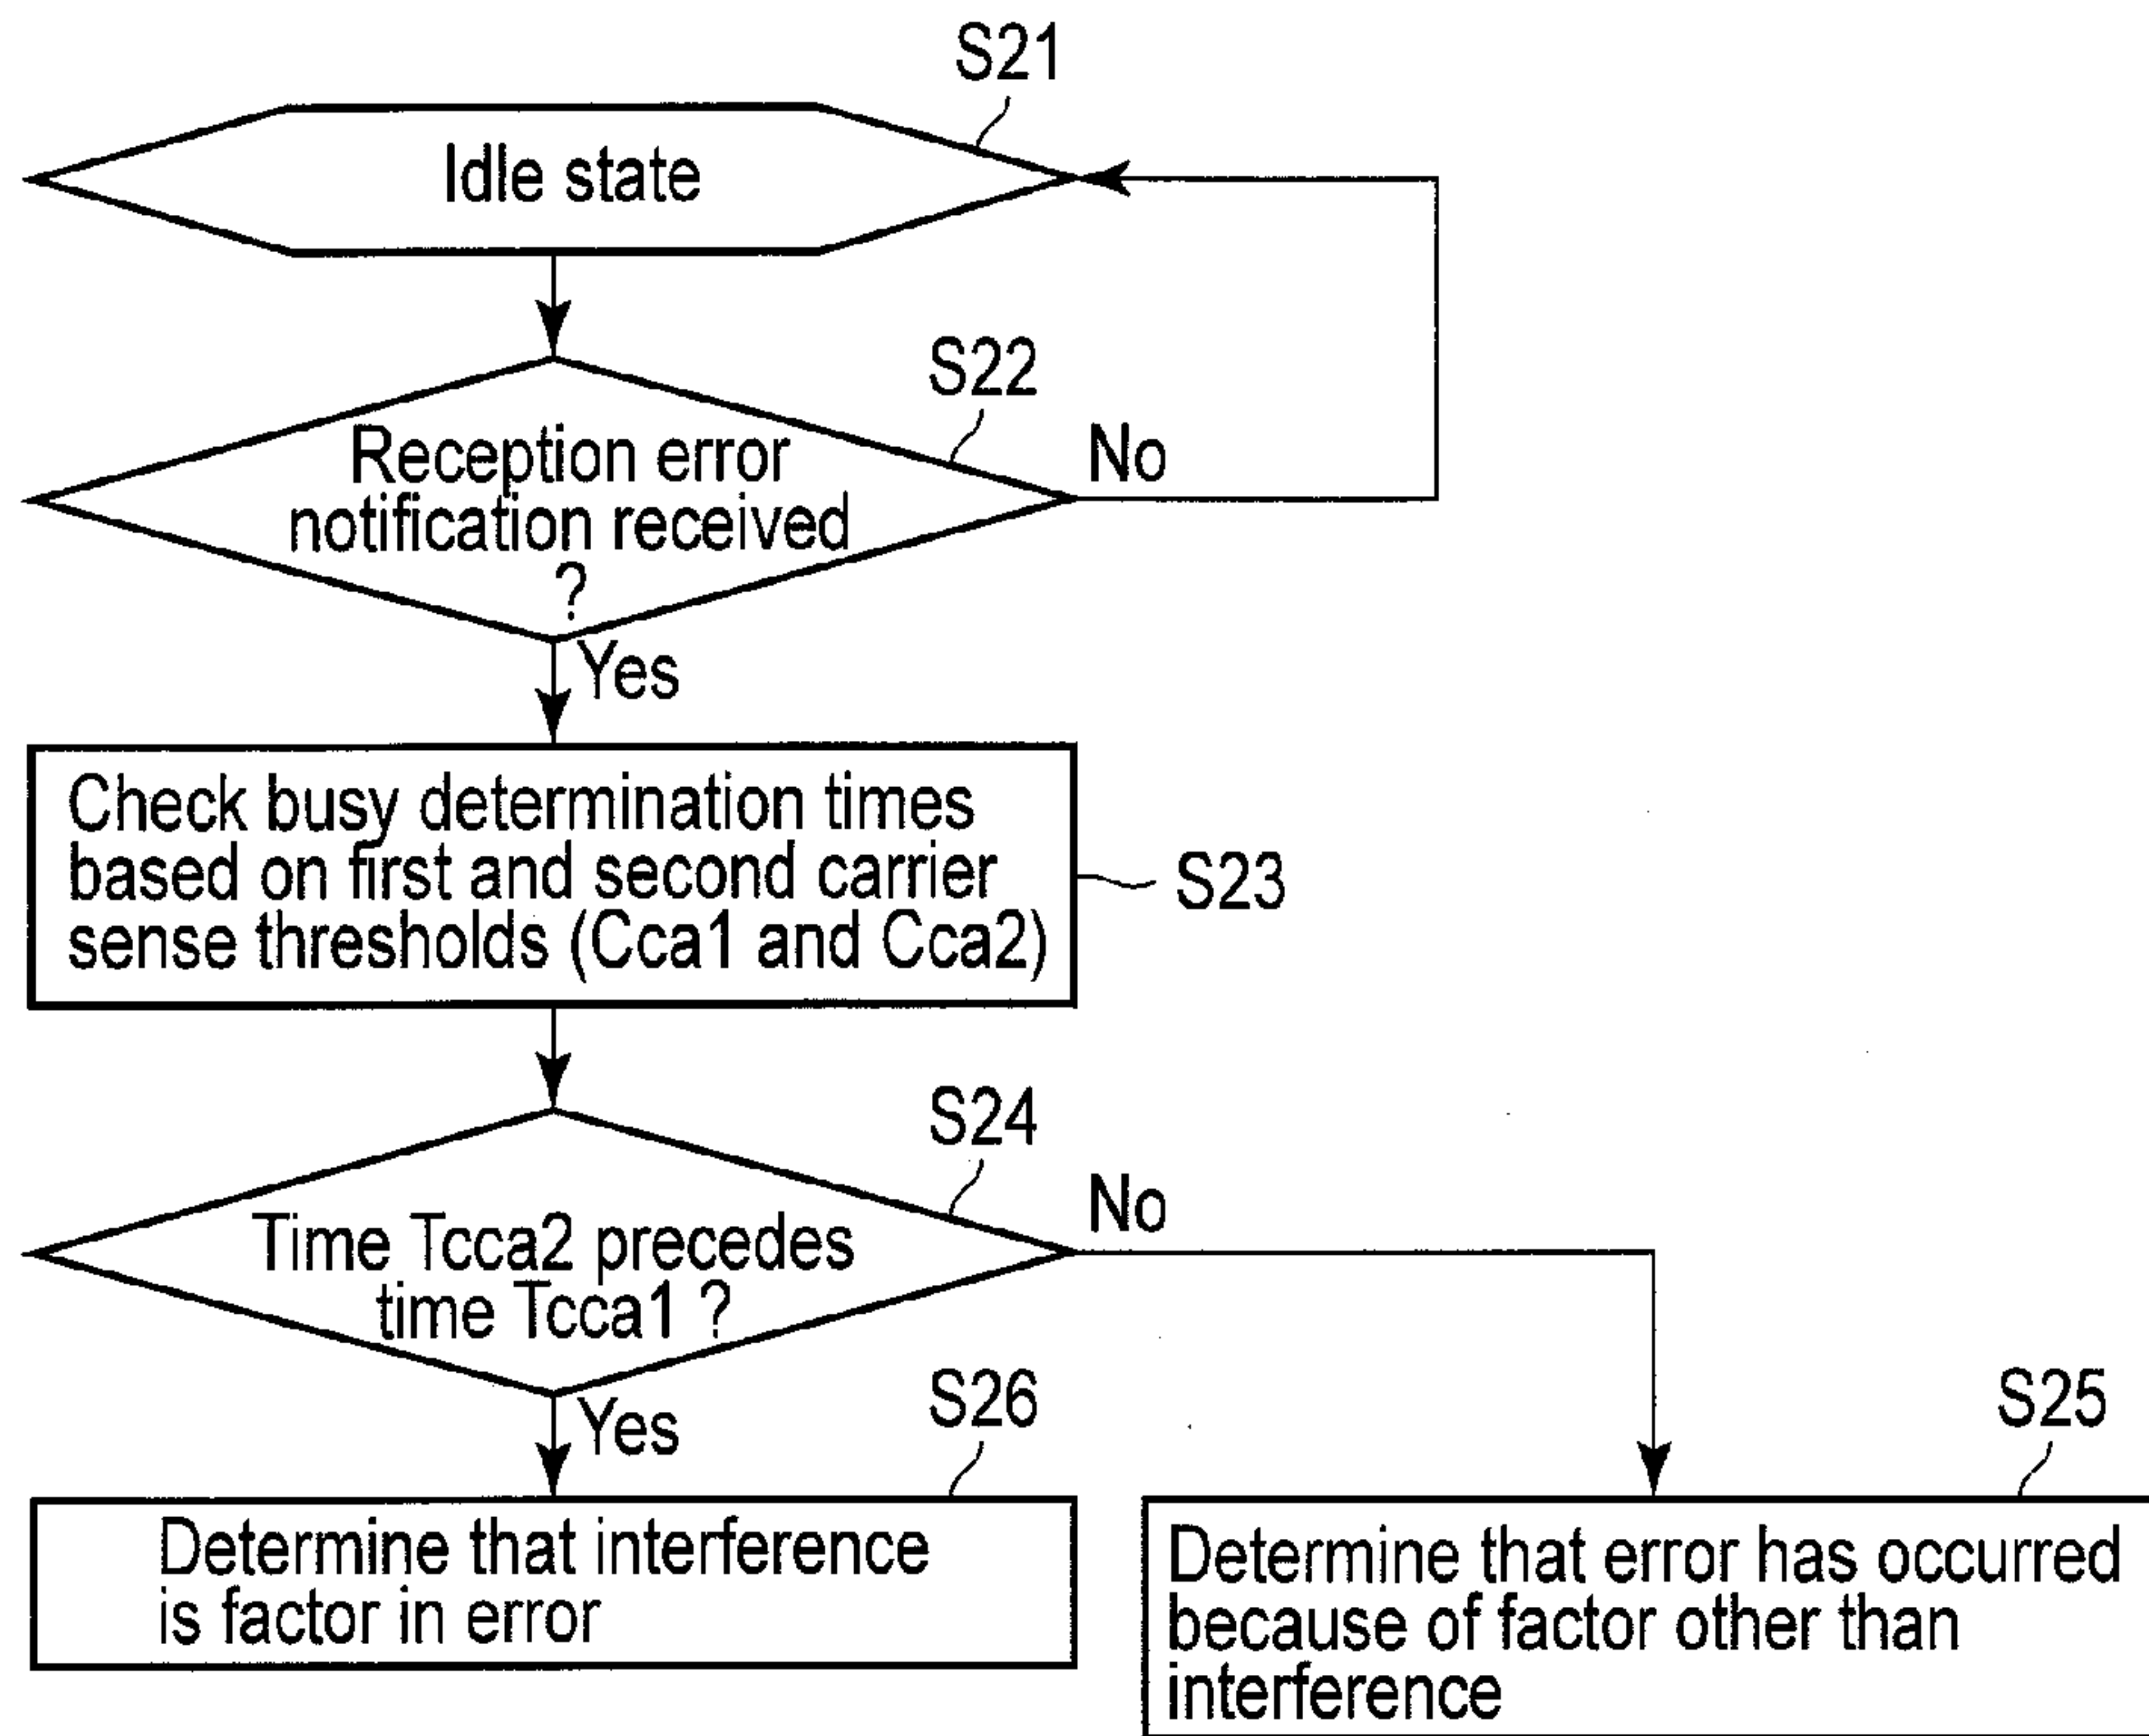 S21
Idle state
S22
Reception error
notification received
?
No
Yes
Check busy determination times
based on first and second carrier
sense thresholds (Cca1 and Cca2)
S23
S24
Time Tcca2 precedes
time Tcca1 ?
No
Yes
S26
Determine that interference
is factor in error
S25
Determine that error has occurred
because of factor other than
interference